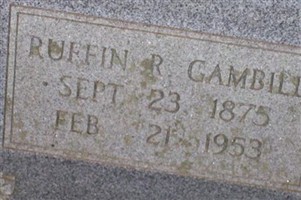 RUFFIN R. GAMBILL
SEPT. 23 1875
FEB 21 1953